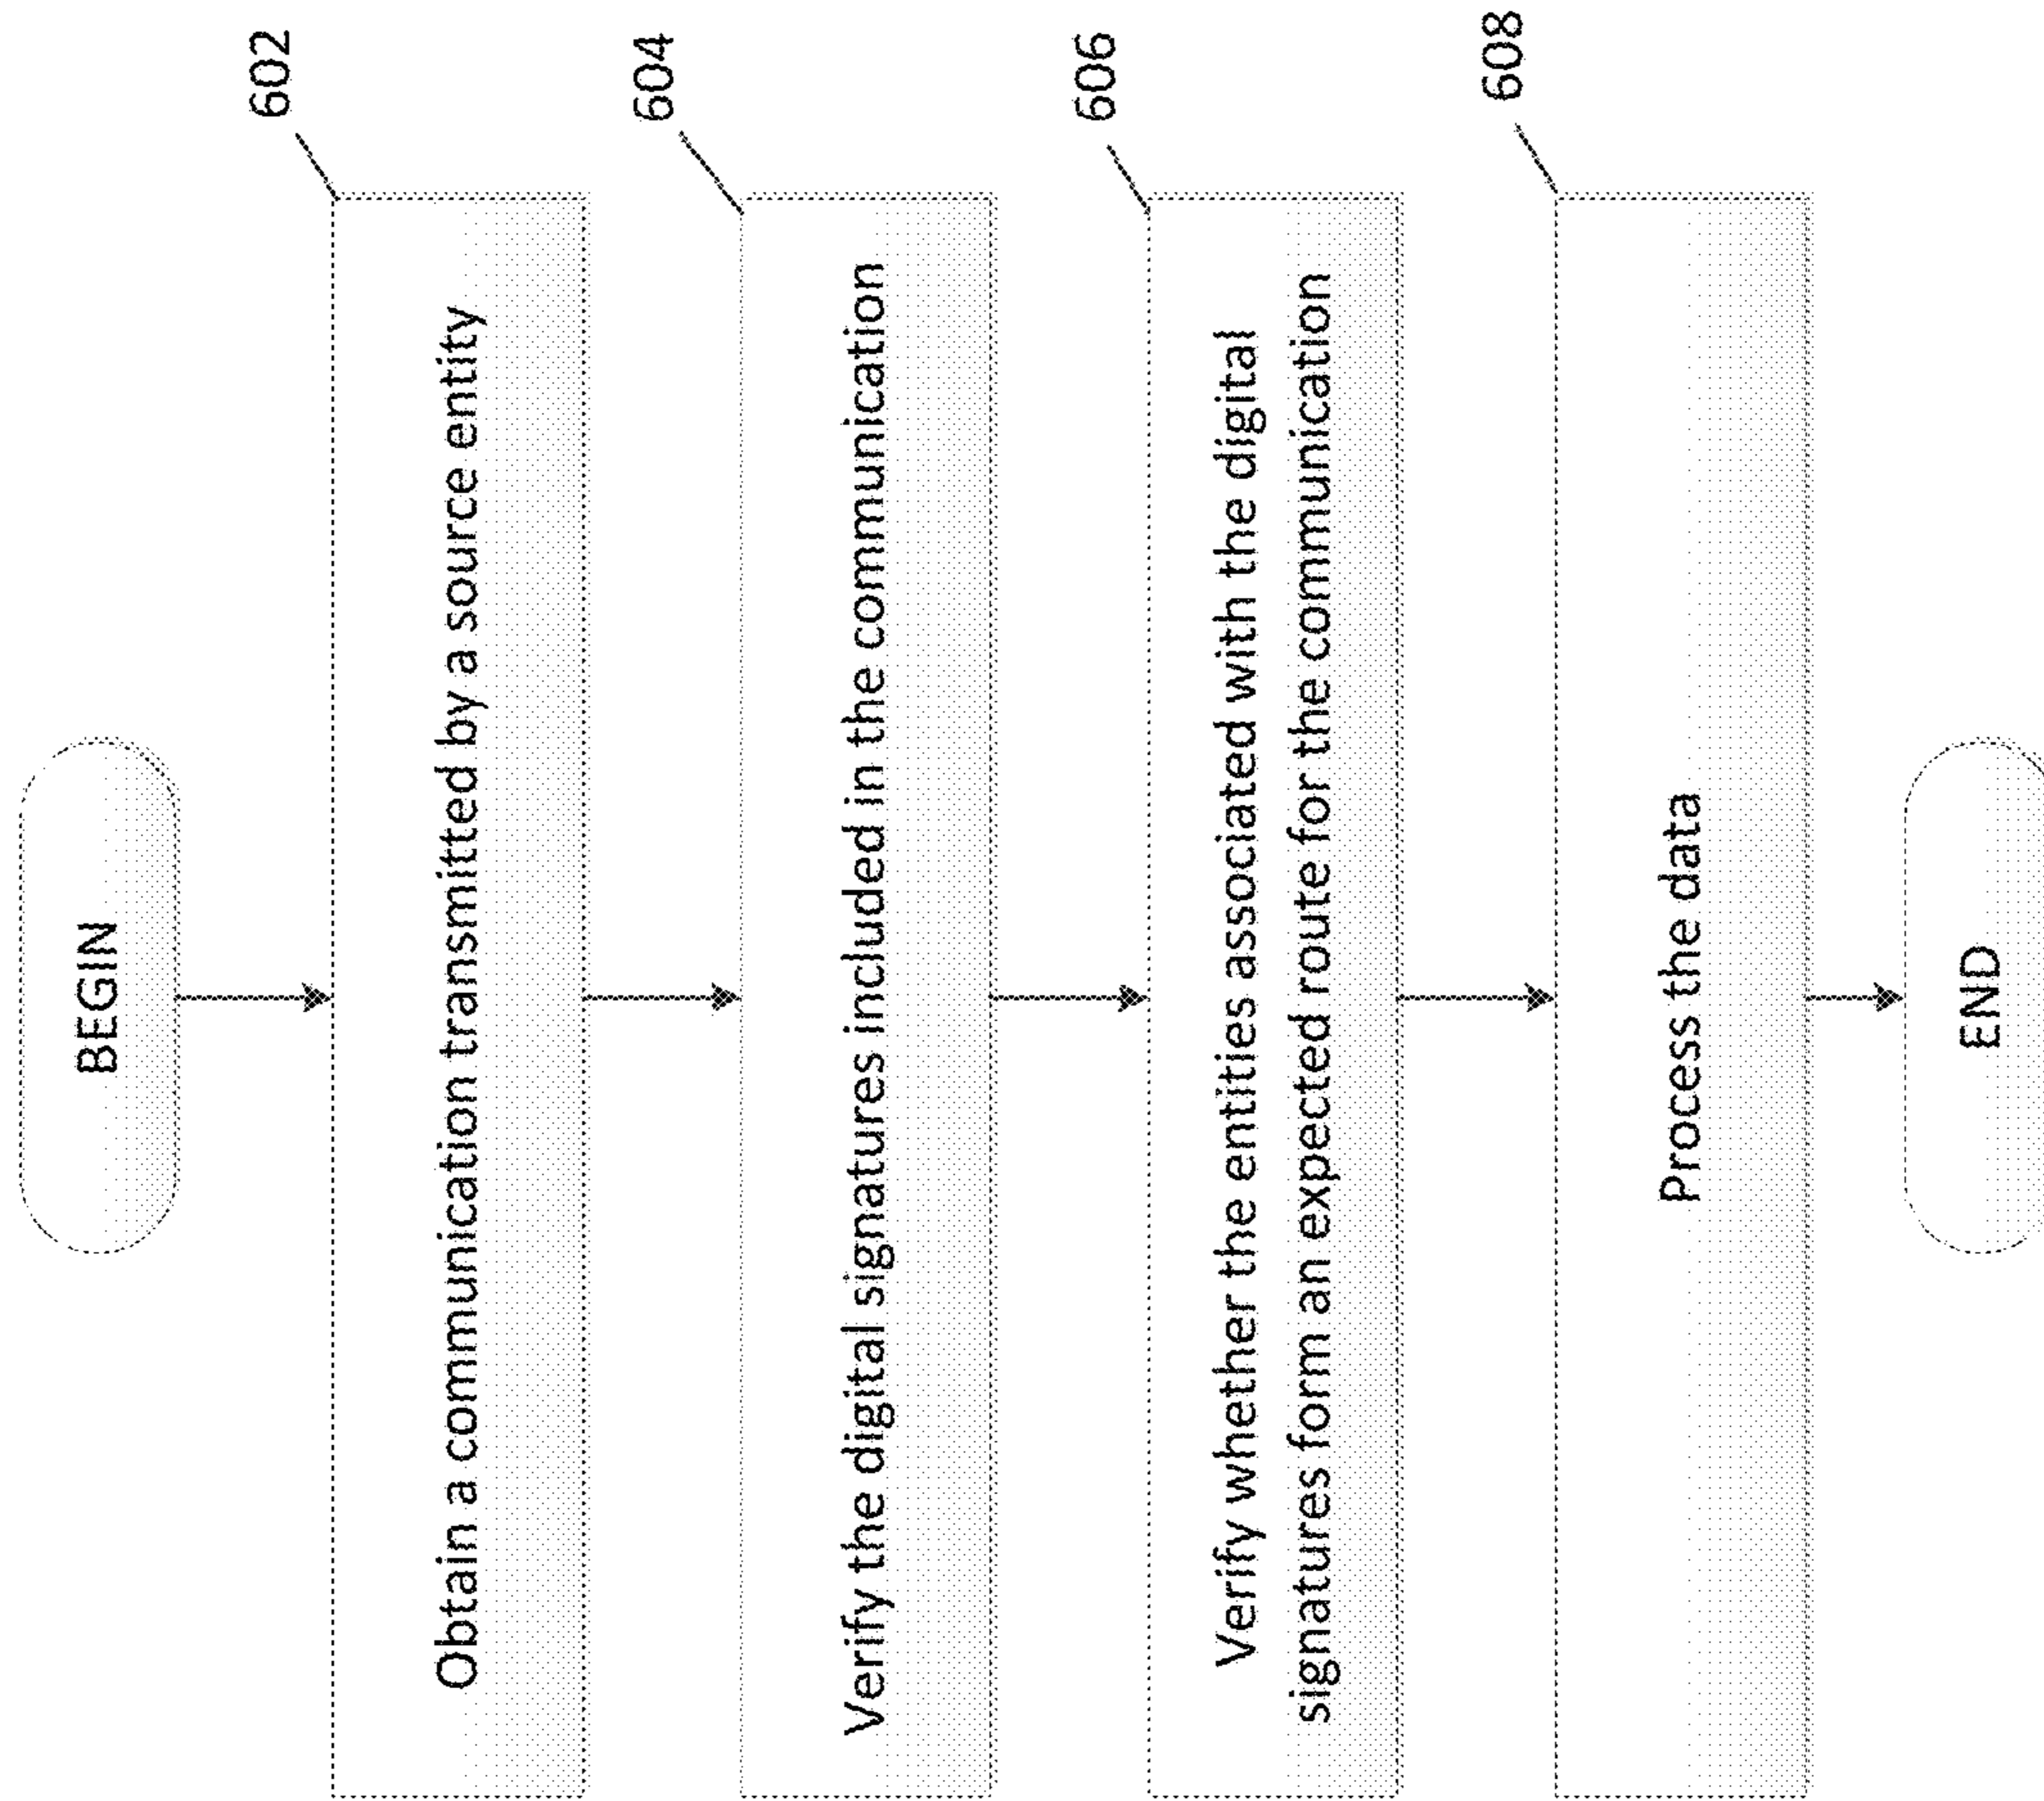 BEGIN
602
Obtain a communication transmitted by a source entity
604
Verify the digital signatures included in the communication
606
Verify whether the entities associated with the digital
signatures form an expected route for the communication
608
Process the data
END